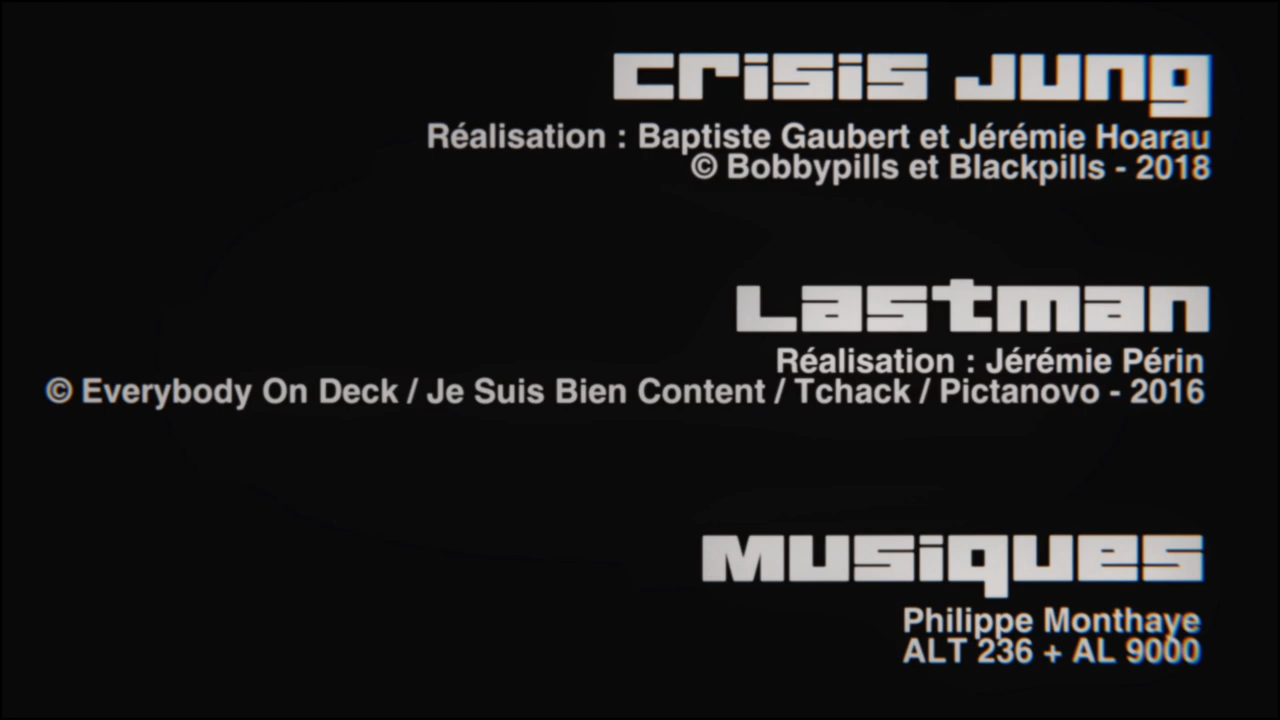 Crisis Jung
Réalisation : Baptiste Gaubert et Jérémie Hoarau
© Bobbypills et Blackpills - 2018
Lastman
Réalisation : Jérémie Périn
© Everybody On Deck / Je Suis Bien Content / Tchack / Pictanovo - 2016
Musiques
Philippe Monthaye
ALT 236 + AL 9000